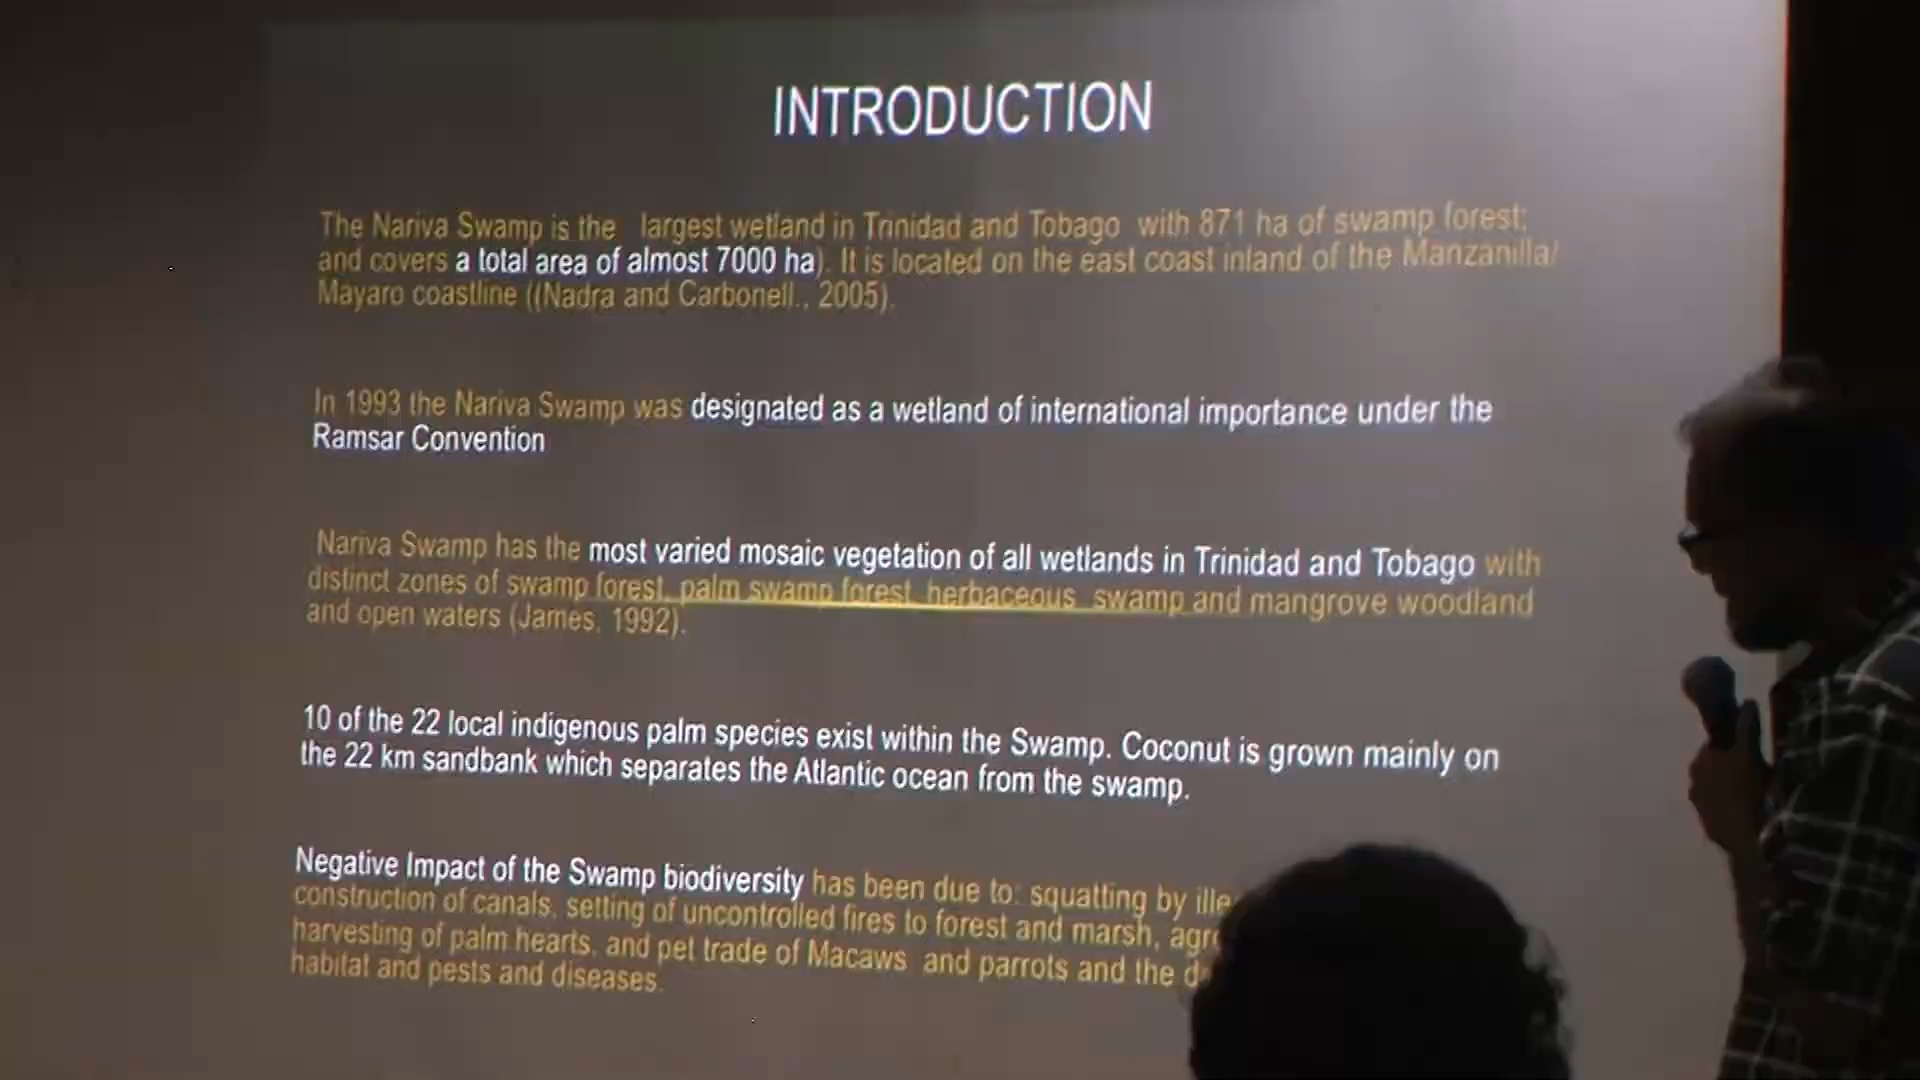 INTRODUCTION
The Nariva Swamp is the largest wetland in Trinidad and Tobago with 871 ha of swamp forest;
and covers a total area of almost 7000 ha). It is located on the east coast inland of the Manzanilla/
Mayaro coastline ((Nadra and Carbonell., 2005).
In 1993 the Nariva Swamp was designated as a wetland of international importance under the
Ramsar Convention
Nariva Swamp has the most varied mosaic vegetation of all wetlands in Trinidad and Tobago with
distinct zones of swamp forest, palm swamp forest, herbaceous swamp and mangrove woodland
and open waters (James, 1992).
10 of the 22 local indigenous palm species exist within the Swamp. Coconut is grown mainly on
the 22 km sandbank which separates the Atlantic ocean from the swamp.
Negative Impact of the Swamp biodiversity has been due to: squatting by
construction of canals, setting of uncontrolled fires to forest and marsh,
harvesting of palm hearts, and pet trade of Macaws and parrots and the
habitat and pests and diseases.